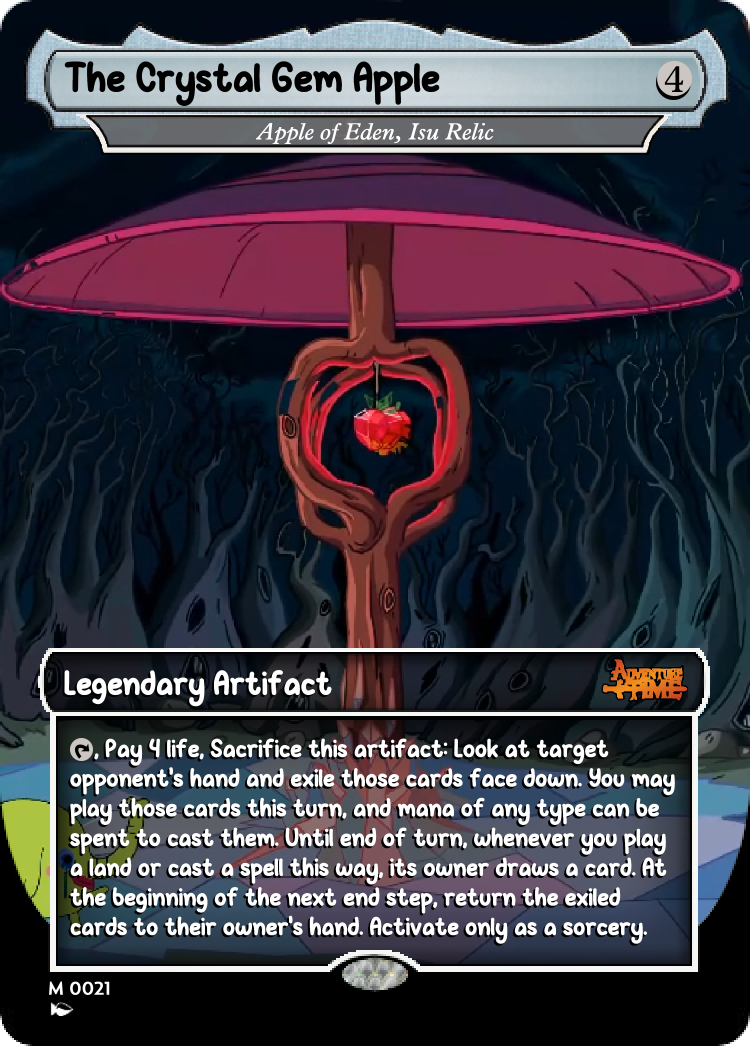 The Crystal Gem Apple 4
Apple of Eden, Isu Relic
Legendary Artifact ADVENTURE TIME
, Pay 4 life, Sacrifice this artifact: Look at target
opponent's hand and exile those cards face down. You may
play those cards this turn, and mana of any type can be
spent to cast them. Until end of turn, whenever you play
a land or cast a spell this way, its owner draws a card. At
the beginning of the next end step, return the exiled
cards to their owner's hand. Activate only as a sorcery.
M 0021